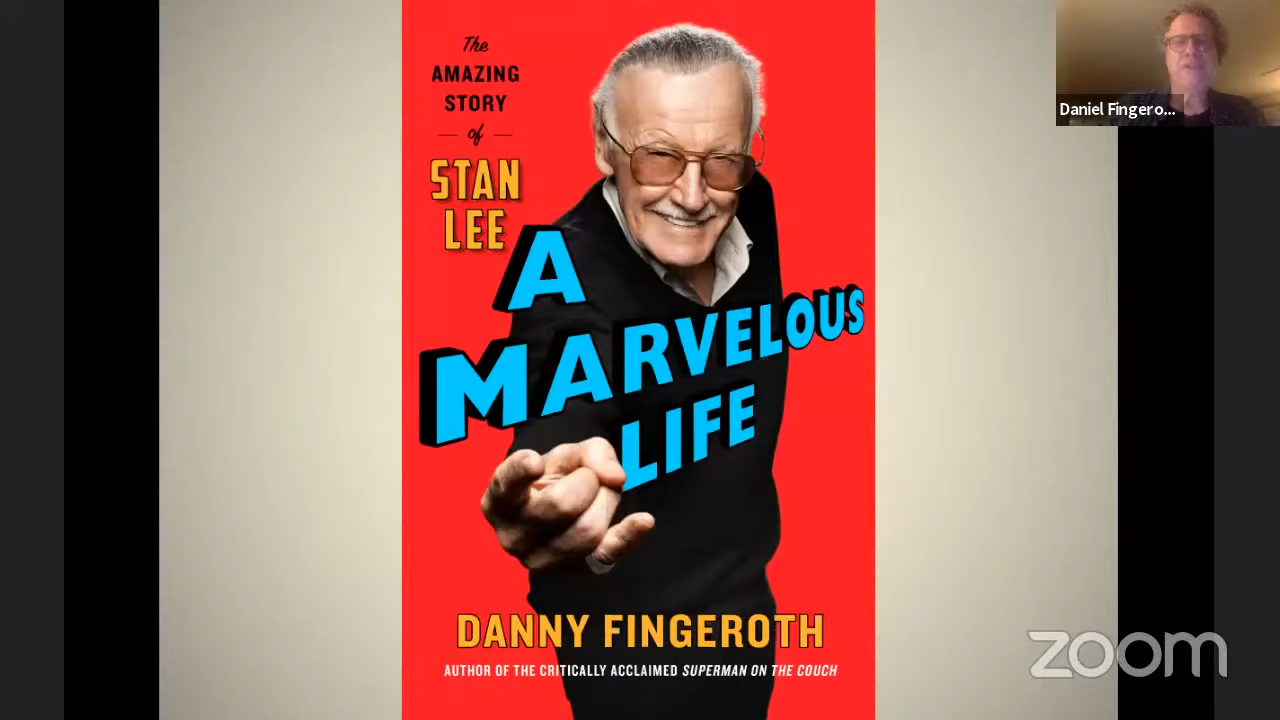 The
AMAZING
STORY
of
STAN
LEE
A
MARVELOUS
LIFE
DANNY FINGEROTH
AUTHOR OF THE CRITICALLY ACCLAIMED SUPERMAN ON THE COUCH
Daniel Fingero...
zoom